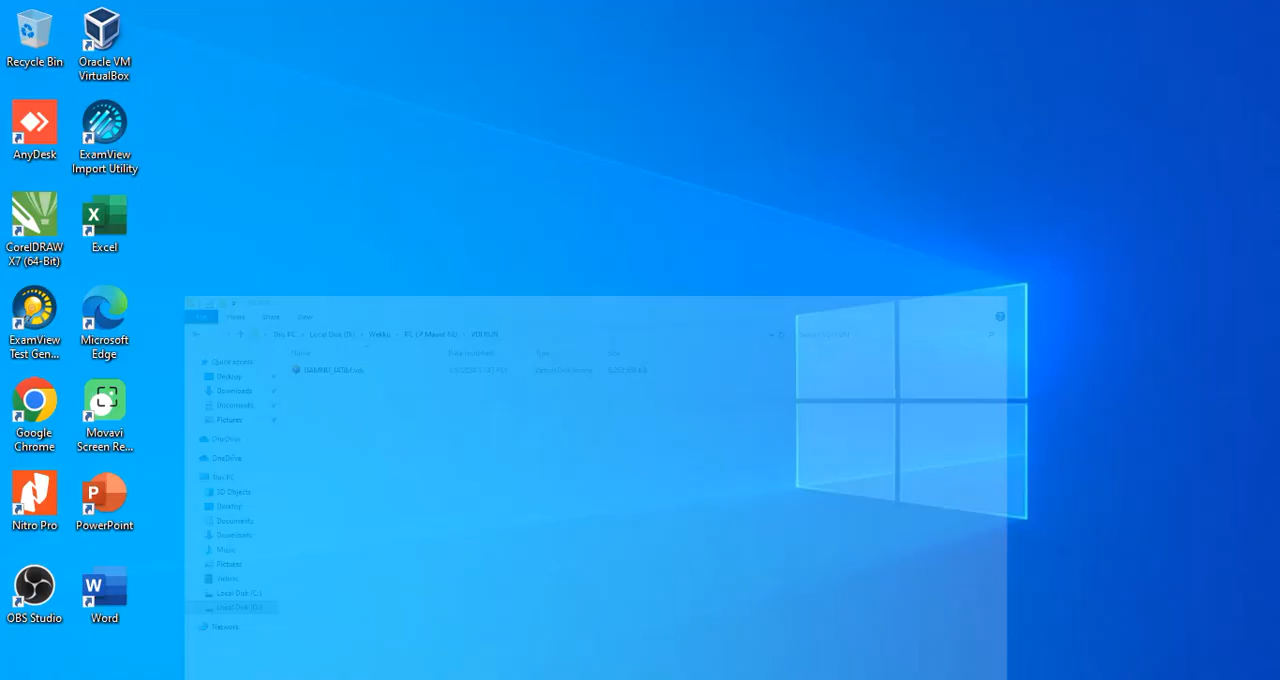 Recycle Bin
Oracle VM
VirtualBox
AnyDesk
ExamView
Import Utility
CorelDRAW
X7 (64-Bit)
Excel
ExamView
Test Gen...
Microsoft
Edge
Google
Chrome
Movavi
Screen Re...
Nitro Pro
PowerPoint
OBS Studio
Word
Home
Share
View
This PC
Local Disk (D:)
Name
Date modified
Type
Size
Quick access
Desktop
Downloads
Documents
Pictures
OneDrive
OneDrive
This PC
3D Objects
Desktop
Documents
Downloads
Music
Pictures
Videos
Local Disk (C:)
Local Disk (D:)
Network